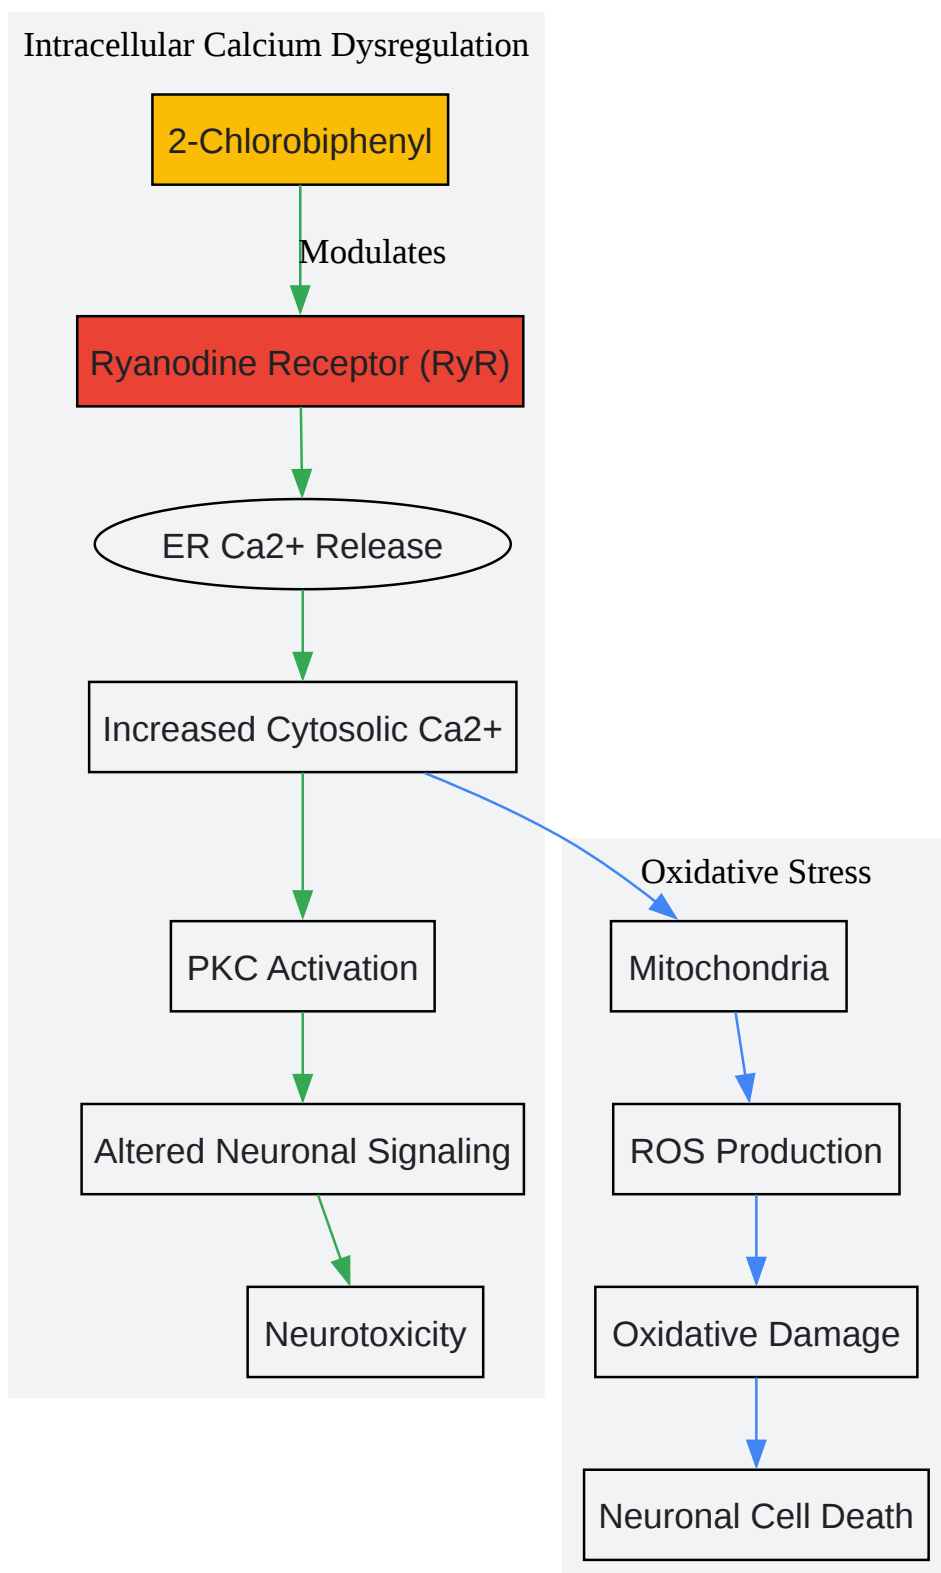 Intracellular Calcium Dysregulation
2-Chlorobiphenyl
Modulates
Ryanodine Receptor (RyR)
ER Ca2+ Release
Increased Cytosolic Ca2+
PKC Activation
Altered Neuronal Signaling
Neurotoxicity
Oxidative Stress
Mitochondria
ROS Production
Oxidative Damage
Neuronal Cell Death